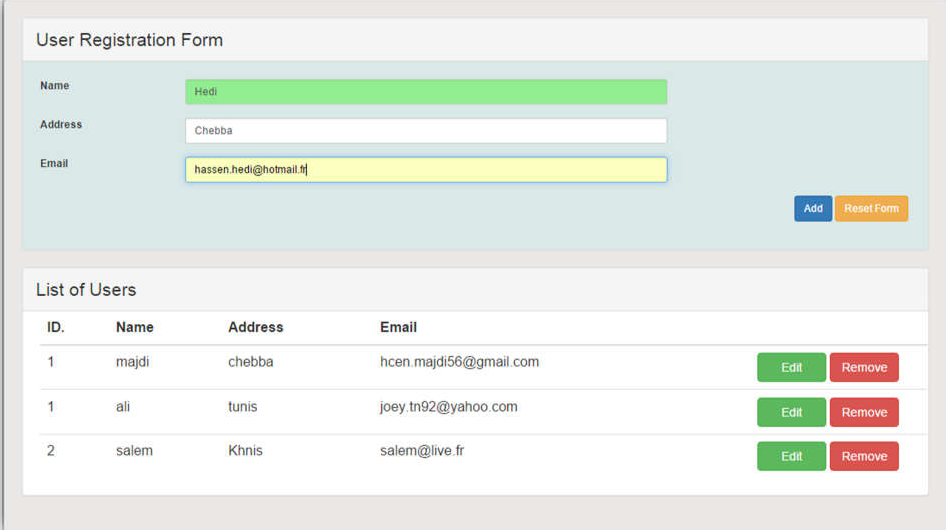 User Registration Form
Name
Hedi
Address
Chebba
Email
hassen.hedi@hotmail.fr
Add Reset Form
List of Users
ID. Name Address Email
1 majdi chebba hcen.majdi56@gmail.com Edit Remove
1 ali tunis joey.tn92@yahoo.com Edit Remove
2 salem Khnis salem@live.fr Edit Remove